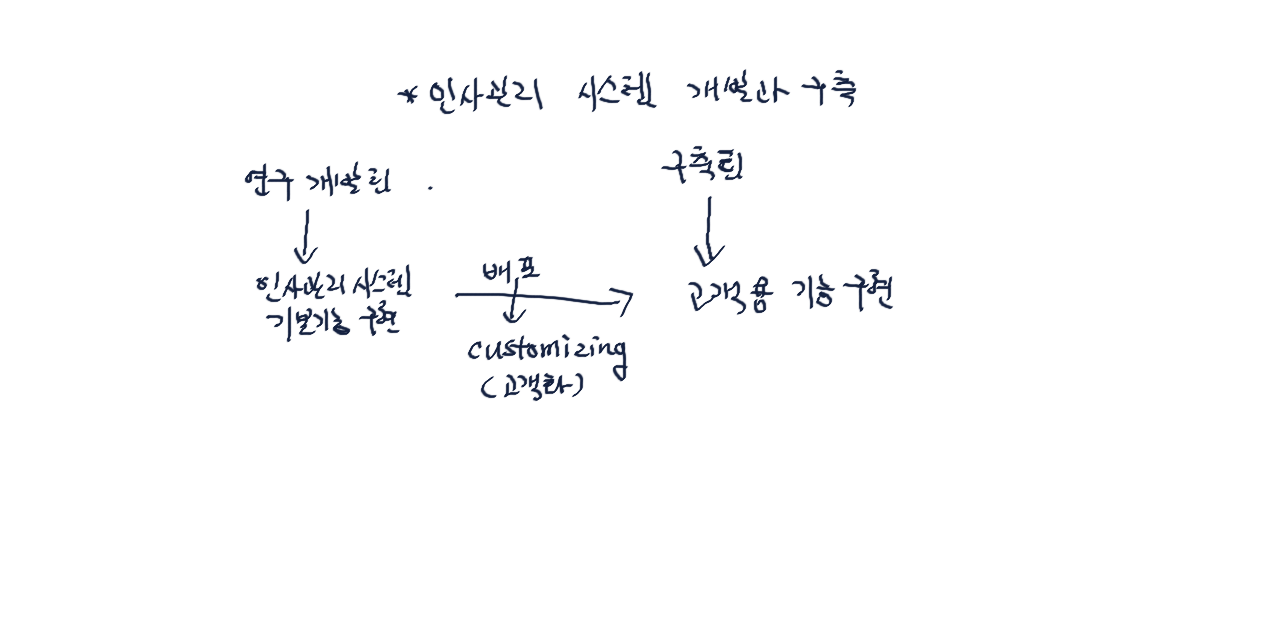 * 인사관리 시스템 개발과 구축
연구개발팀.
구축팀
인사관리 시스템
기본기능 구현
배포
customizing
(고객화)
고객용 기능 구현